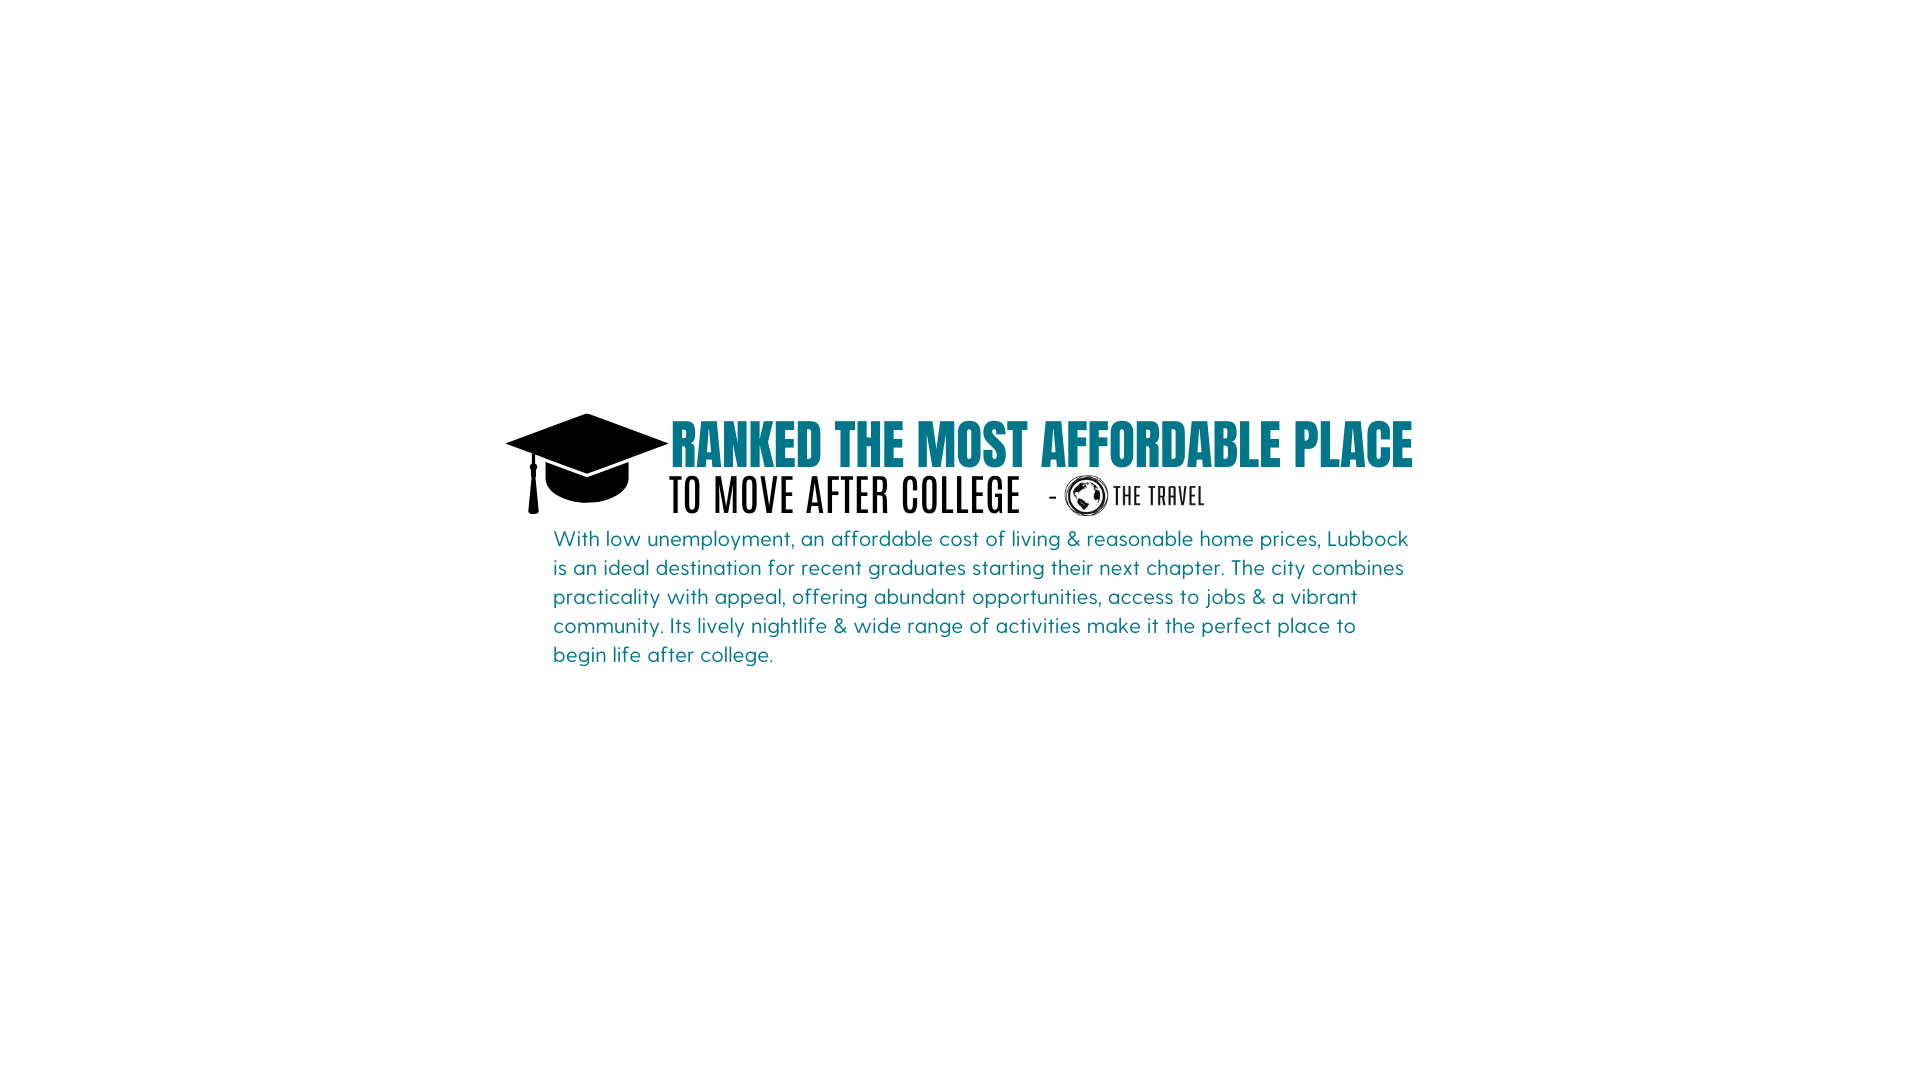 RANKED THE MOST AFFORDABLE PLACE
TO MOVE AFTER COLLEGE - THE TRAVEL
With low unemployment, an affordable cost of living & reasonable home prices, Lubbock
is an ideal destination for recent graduates starting their next chapter. The city combines
practicality with appeal, offering abundant opportunities, access to jobs & a vibrant
community. Its lively nightlife & wide range of activities make it the perfect place to
begin life after college.